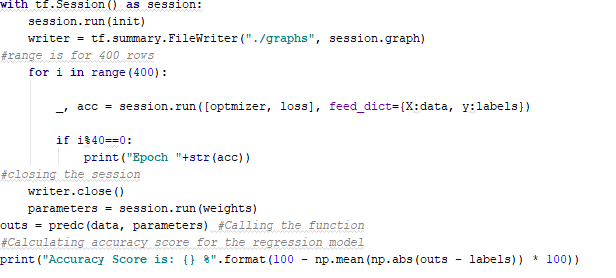 with tf.Session() as session:
    session.run(init)
    writer = tf.summary.FileWriter("./graphs", session.graph)
#range is for 400 rows
    for i in range(400):
        _, acc = session.run([optmizer, loss], feed_dict={X:data, y:labels})
        if i%40==0:
            print("Epoch "+str(acc))
#closing the session
    writer.close()
    parameters = session.run(weights)
outs = predc(data, parameters) #Calling the function
#Calculating accuracy score for the regression model
print("Accuracy Score is: {} %".format(100 - np.mean(np.abs(outs - labels)) * 100))